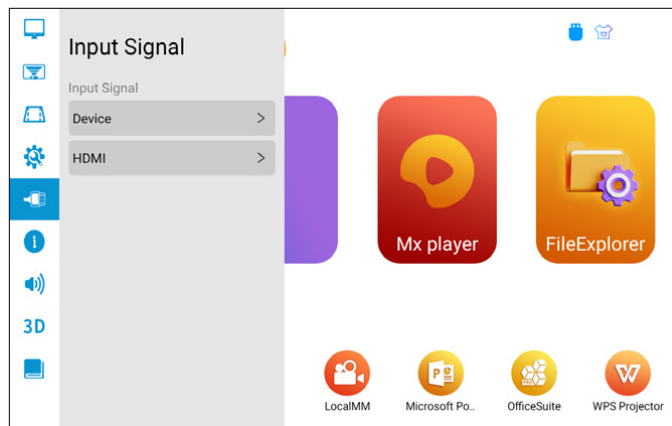 Input Signal
Input Signal
Device
HDMI
3D
Mx player
FileExplorer
LocalMM
Microsoft Po..
OfficeSuite
WPS Projector